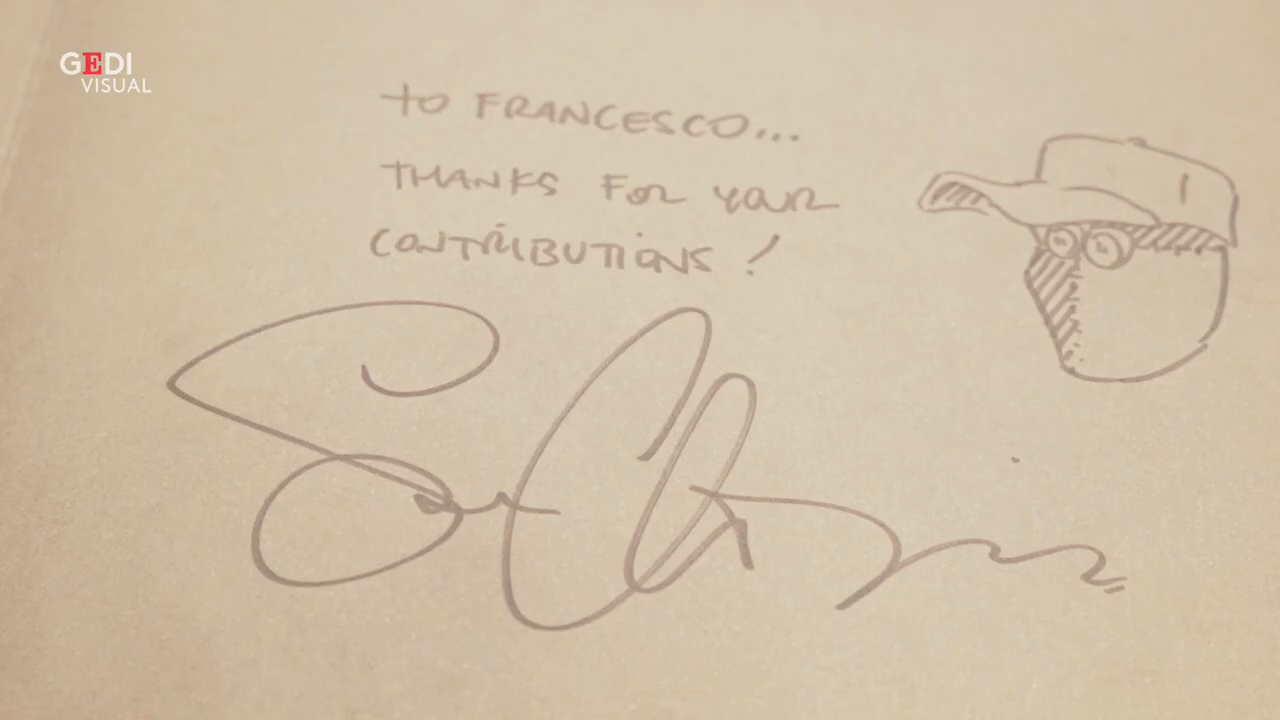 GEDI
VISUAL
TO FRANCESCO...
THANKS FOR YOUR
CONTRIBUTIONS!